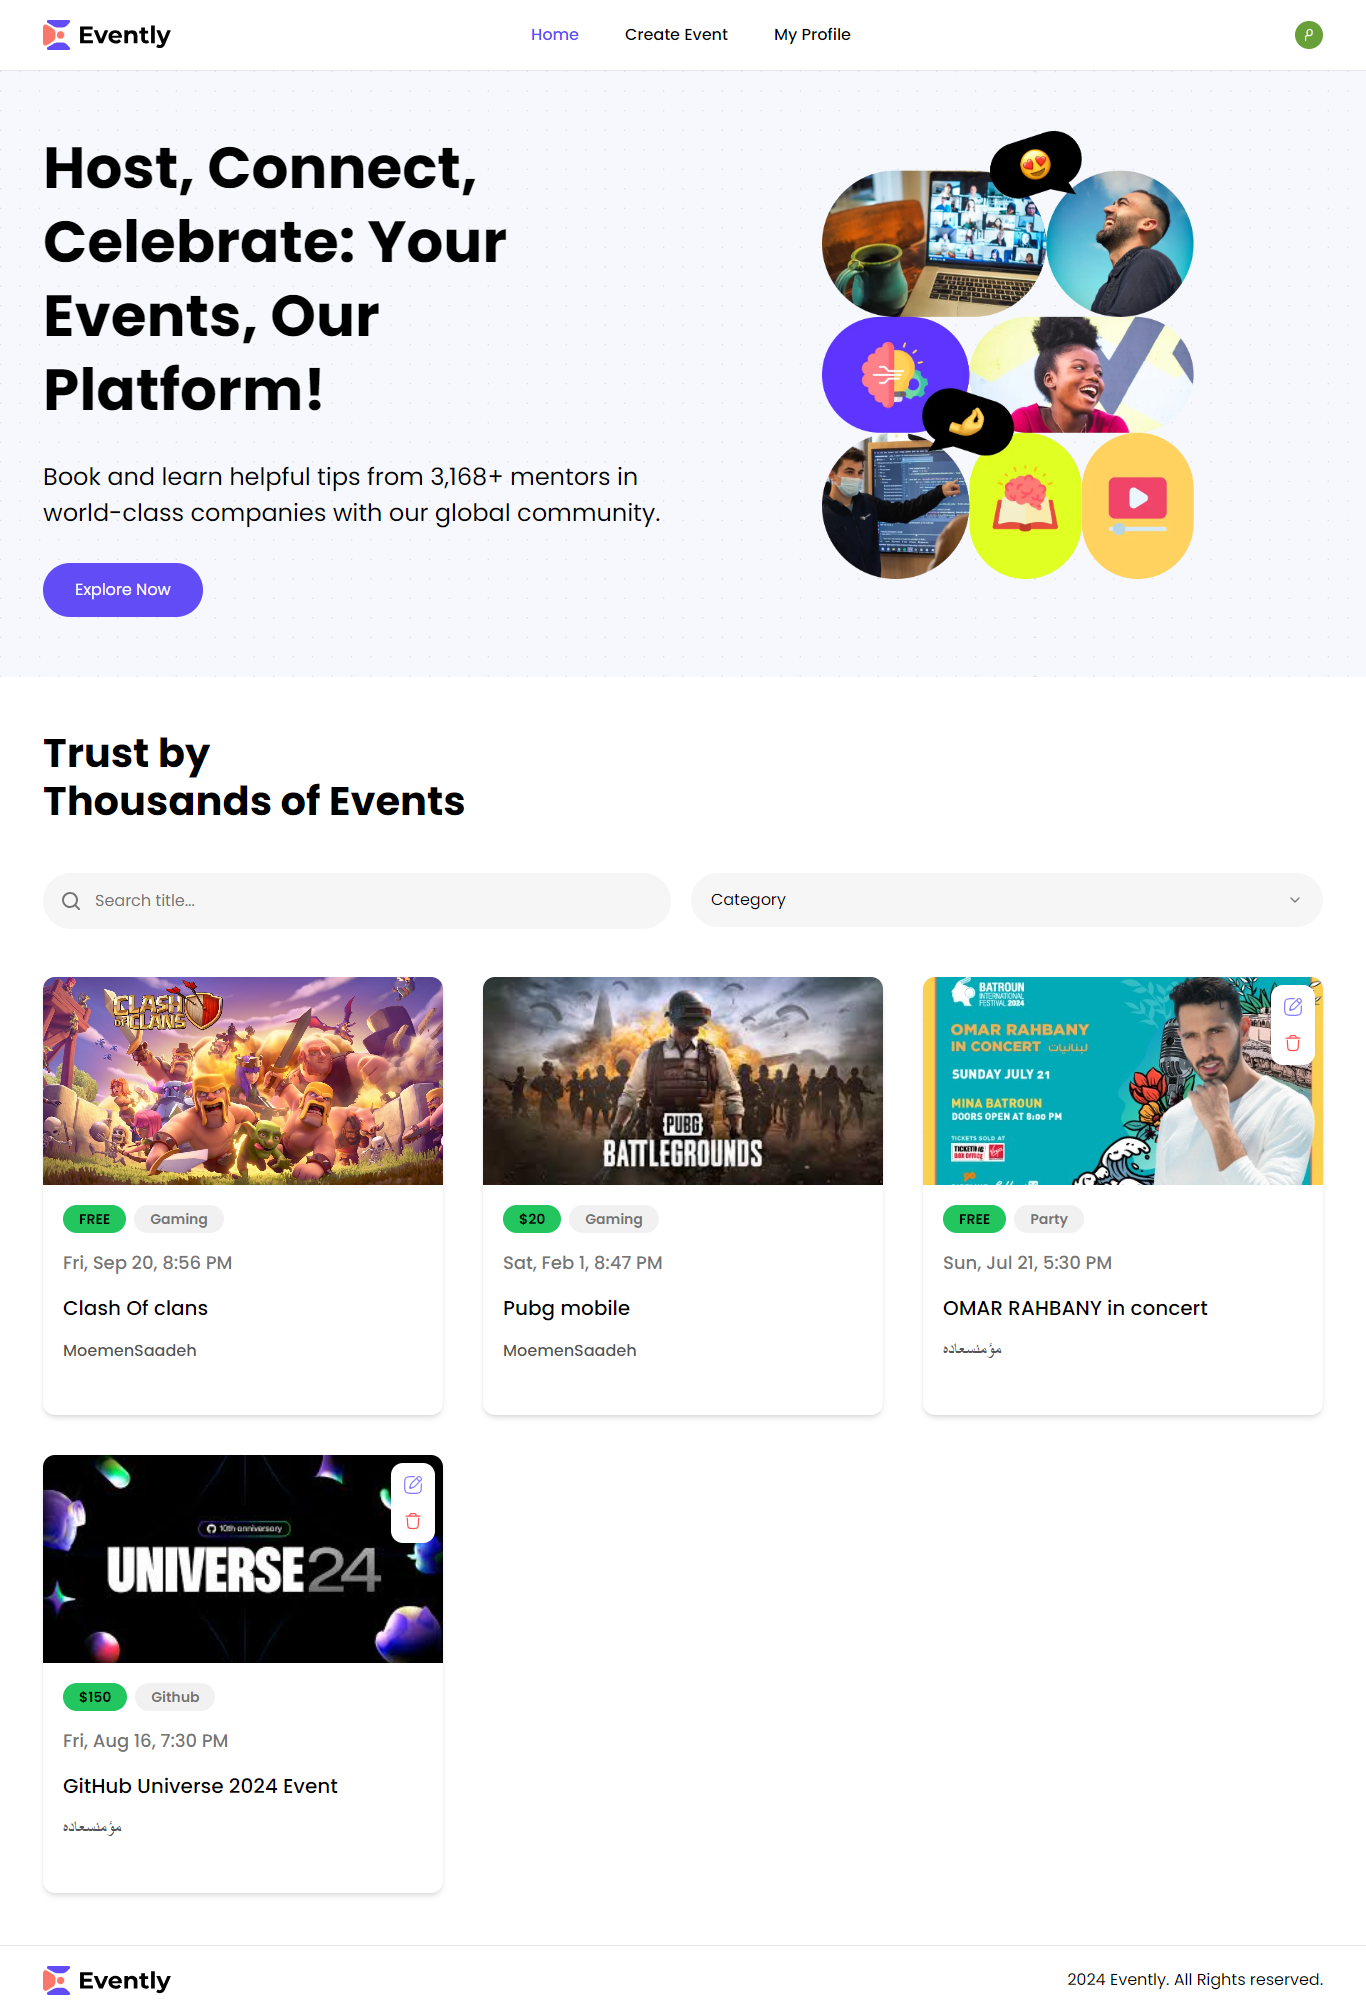 Evently
Home
Create Event
My Profile
م
Host, Connect,
Celebrate: Your
Events, Our
Platform!
Book and learn helpful tips from 3,168+ mentors in
world-class companies with our global community.
Explore Now
Trust by
Thousands of Events
Search title...
Category
CLASH
OF CLANS
FREE
Gaming
Fri, Sep 20, 8:56 PM
Clash Of clans
MoemenSaadeh
PUBG
BATTLEGROUNDS
$20
Gaming
Sat, Feb 1, 8:47 PM
Pubg mobile
MoemenSaadeh
BATROUN
INTERNATIONAL
FESTIVAL 2024
OMAR RAHBANY
IN CONCERT لبنانيات
SUNDAY JULY 21
MINA BATROUN
DOORS OPEN AT 8:00 PM
TICKETS SOLD AT
BOX OFFICE
FREE
Party
Sun, Jul 21, 5:30 PM
OMAR RAHBANY in concert
مؤمنسعاده
10th anniversary
UNIVERSE24
$150
Github
Fri, Aug 16, 7:30 PM
GitHub Universe 2024 Event
مؤمنسعاده
Evently
2024 Evently. All Rights reserved.